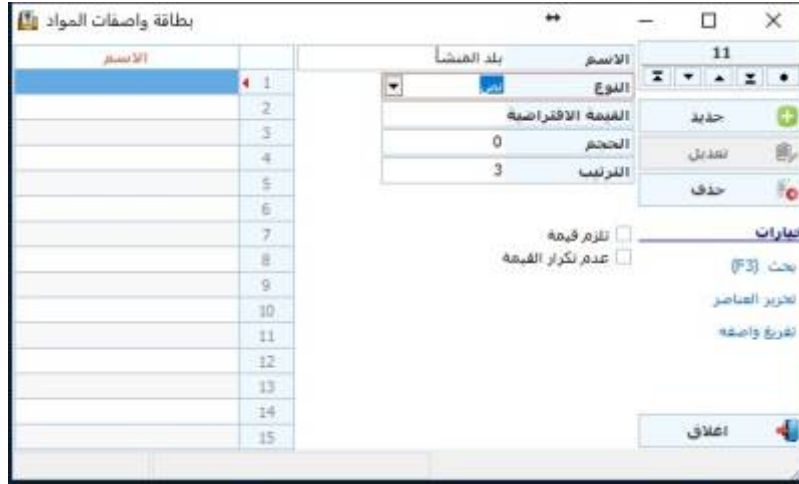 بطاقة واصفات المواد
11
الاسم بلد المنشأ
النوع نص
القيمة الافتراضية
الحجم 0
الترتيب 3
تلزم قيمة
عدم تكرار القيمة
جديد
تعديل
حذف
خيارات
بحث (F3)
تحرير العناصر
تفريغ واصفه
اغلاق
الاسم
1
2
3
4
5
6
7
8
9
10
11
12
13
14
15